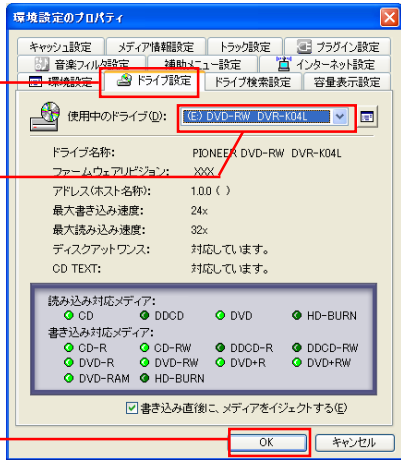 環境設定のプロパティ
キャッシュ設定 メディア情報設定 トラック設定 プラグイン設定
音楽フィルタ設定 補助メニュー設定 インターネット設定
環境設定 ドライブ設定 ドライブ検索設定 容量表示設定
使用中のドライブ(D): (E:) DVD-RW DVR-K04L
ドライブ名称: PIONEER DVD-RW DVR-K04L
ファームウェアリビジョン: XXX
アドレス(ホスト名称): 1.0.0 ( )
最大書き込み速度: 24x
最大読み込み速度: 32x
ディスクアットワンス: 対応しています。
CD TEXT: 対応しています。
読み込み対応メディア:
CD DDCD DVD HD-BURN
書き込み対応メディア:
CD-R CD-RW DDCD-R DDCD-RW
DVD-R DVD-RW DVD+R DVD+RW
DVD-RAM HD-BURN
書き込み直後に、メディアをイジェクトする(E)
OK キャンセル